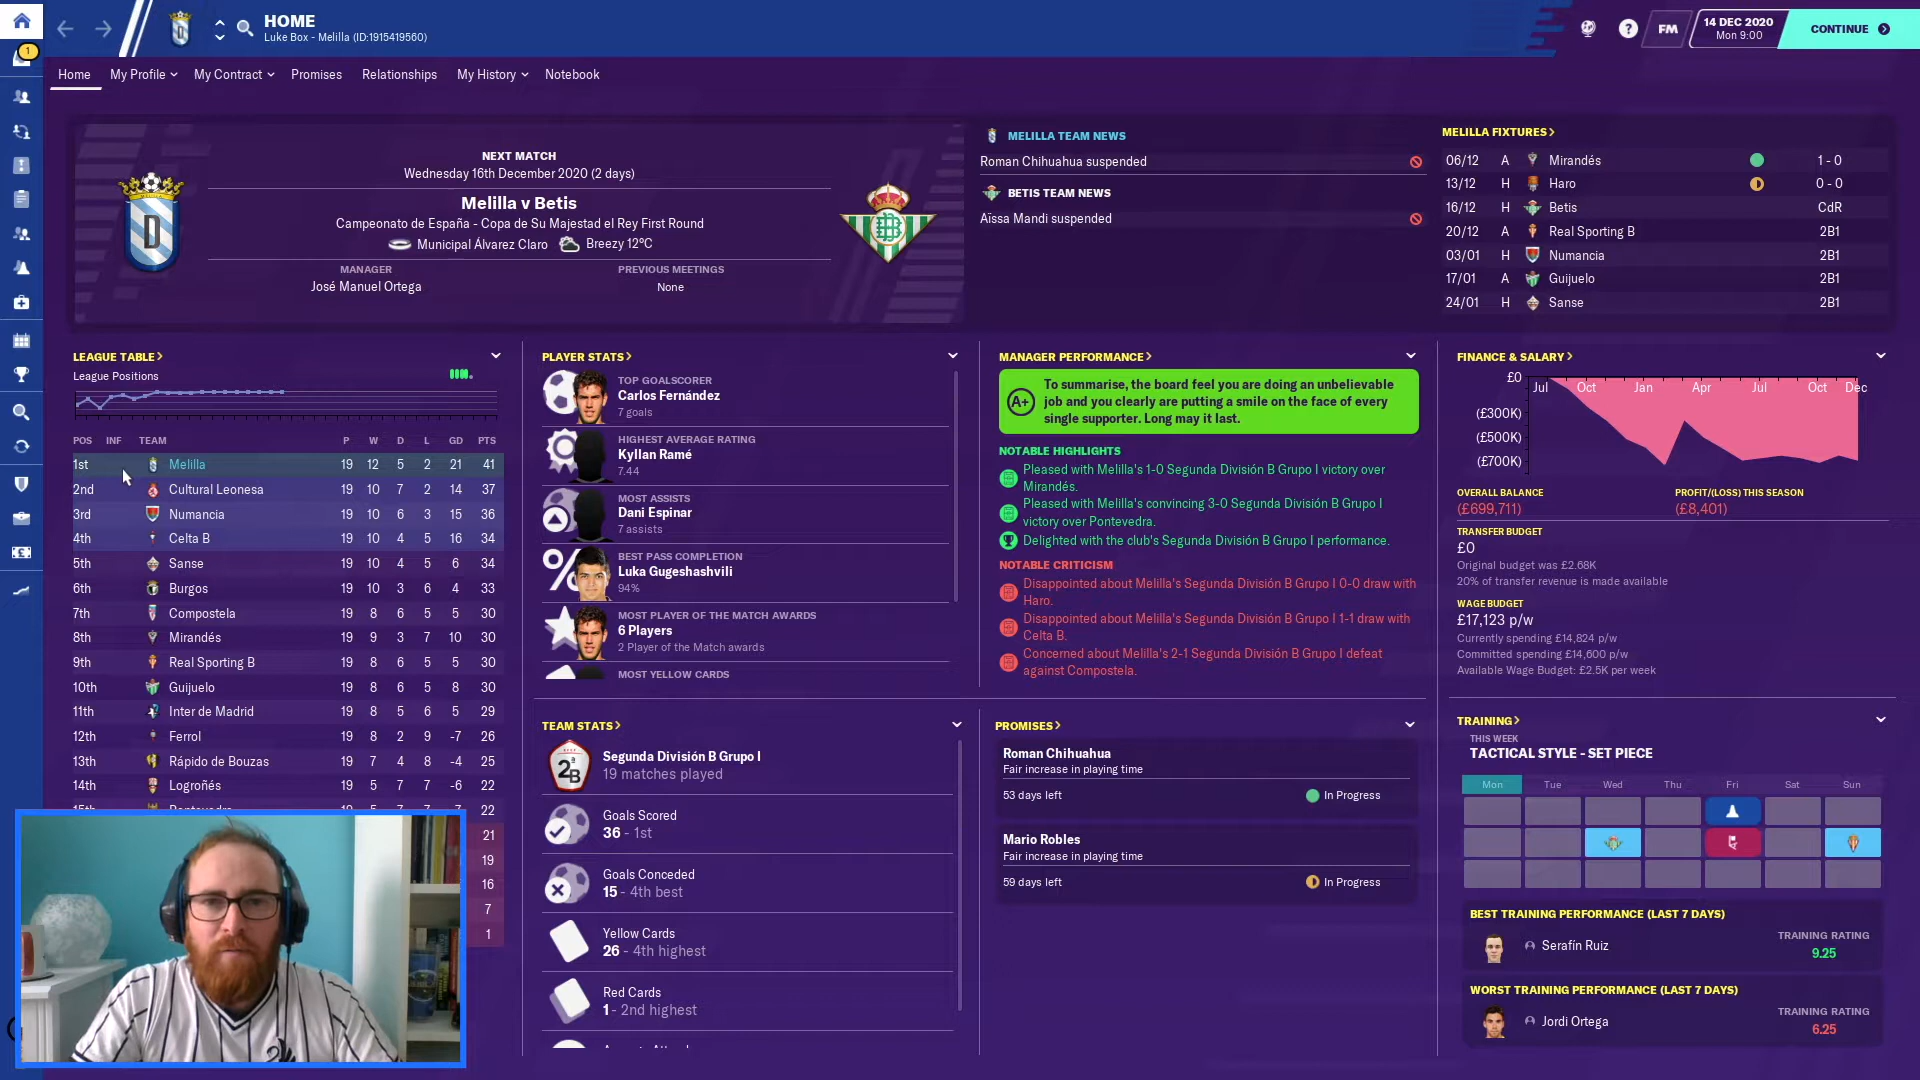 HOME
Luke Box - Melilla (ID:1915419560)
FM
14 DEC 2020
Mon 9:00
CONTINUE
1
Home
My Profile
My Contract
Promises
Relationships
My History
Notebook
NEXT MATCH
Wednesday 16th December 2020 (2 days)
Melilla v Betis
Campeonato de España - Copa de Su Majestad el Rey First Round
Municipal Álvarez Claro Breezy 12ºC
MANAGER
José Manuel Ortega
PREVIOUS MEETINGS
None
MELILLA TEAM NEWS
Roman Chihuahua suspended
BETIS TEAM NEWS
Aïssa Mandi suspended
MELILLA FIXTURES>
06/12 A Mirandés 1 - 0
13/12 H Haro 0 - 0
16/12 H Betis CdR
20/12 A Real Sporting B 2B1
03/01 H Numancia 2B1
17/01 A Guijuelo 2B1
24/01 H Sanse 2B1
LEAGUE TABLE>
League Positions
POS INF TEAM P W D L GD PTS
1st Melilla 19 12 5 2 21 41
2nd Cultural Leonesa 19 10 7 2 14 37
3rd Numancia 19 10 6 3 15 36
4th Celta B 19 10 4 5 16 34
5th Sanse 19 10 4 5 6 34
6th Burgos 19 10 3 6 4 33
7th Compostela 19 8 6 5 5 30
8th Mirandés 19 9 3 7 10 30
9th Real Sporting B 19 8 6 5 5 30
10th Guijuelo 19 8 6 5 8 30
11th Inter de Madrid 19 8 5 6 5 29
12th Ferrol 19 8 2 9 -7 26
13th Rápido de Bouzas 19 7 4 8 -4 25
14th Logroñés 19 5 7 7 -6 22
22
21
19
16
7
1
PLAYER STATS>
TOP GOALSCORER
Carlos Fernández
7 goals
HIGHEST AVERAGE RATING
Kyllan Ramé
7.44
MOST ASSISTS
Dani Espinar
7 assists
BEST PASS COMPLETION
Luka Gugeshashvili
94%
MOST PLAYER OF THE MATCH AWARDS
6 Players
2 Player of the Match awards
MOST YELLOW CARDS
TEAM STATS>
2ª B
Segunda División B Grupo I
19 matches played
Goals Scored
36 - 1st
Goals Conceded
15 - 4th best
Yellow Cards
26 - 4th highest
Red Cards
1 - 2nd highest
MANAGER PERFORMANCE>
A+
To summarise, the board feel you are doing an unbelievable
job and you clearly are putting a smile on the face of every
single supporter. Long may it last.
NOTABLE HIGHLIGHTS
Pleased with Melilla's 1-0 Segunda División B Grupo I victory over
Mirandés.
Pleased with Melilla's convincing 3-0 Segunda División B Grupo I
victory over Pontevedra.
Delighted with the club's Segunda División B Grupo I performance.
NOTABLE CRITICISM
Disappointed about Melilla's Segunda División B Grupo I 0-0 draw with
Haro.
Disappointed about Melilla's Segunda División B Grupo I 1-1 draw with
Celta B.
Concerned about Melilla's 2-1 Segunda División B Grupo I defeat
against Compostela.
PROMISES>
Roman Chihuahua
Fair increase in playing time
53 days left In Progress
Mario Robles
Fair increase in playing time
59 days left In Progress
FINANCE & SALARY>
£0
Jul Oct Jan Apr Jul Oct Dec
(£300K)
(£500K)
(£700K)
OVERALL BALANCE
(£699,711)
PROFIT/(LOSS) THIS SEASON
(£8,401)
TRANSFER BUDGET
£0
Original budget was £2.68K
20% of transfer revenue is made available
WAGE BUDGET
£17,123 p/w
Currently spending £14,824 p/w
Committed spending £14,600 p/w
Available Wage Budget: £2.5K per week
TRAINING>
THIS WEEK
TACTICAL STYLE - SET PIECE
Mon Tue Wed Thu Fri Sat Sun
BEST TRAINING PERFORMANCE (LAST 7 DAYS)
Serafín Ruiz
TRAINING RATING
9.25
WORST TRAINING PERFORMANCE (LAST 7 DAYS)
Jordi Ortega
TRAINING RATING
6.25